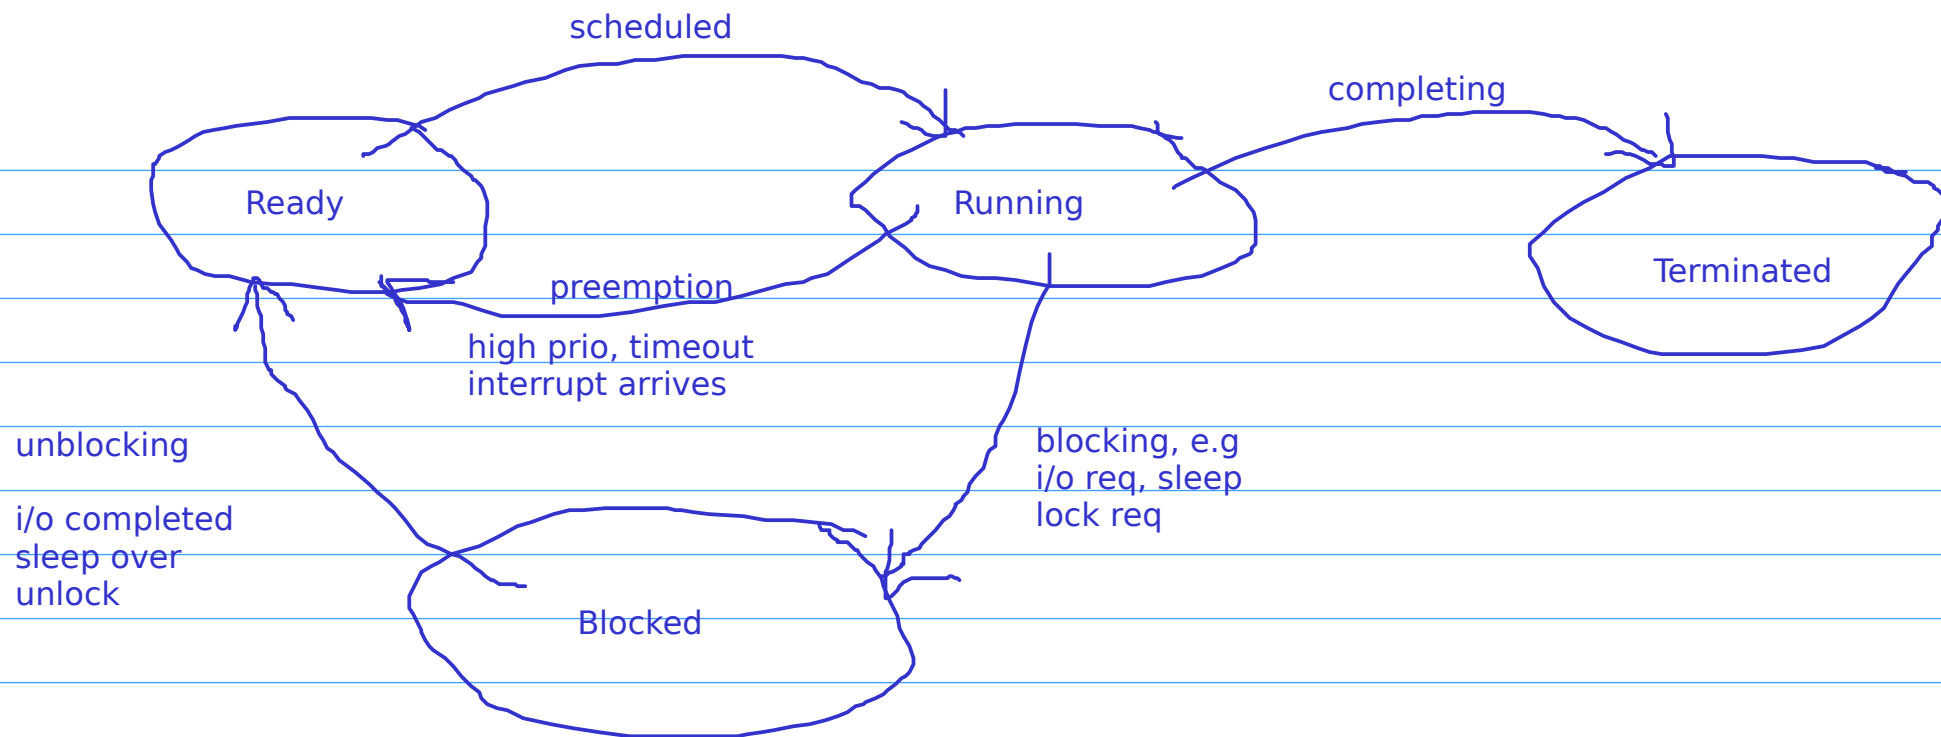 scheduled
completing
Ready
Running
Terminated
preemption
high prio, timeout
interrupt arrives
unblocking
i/o completed
sleep over
unlock
blocking, e.g
i/o req, sleep
lock req
Blocked